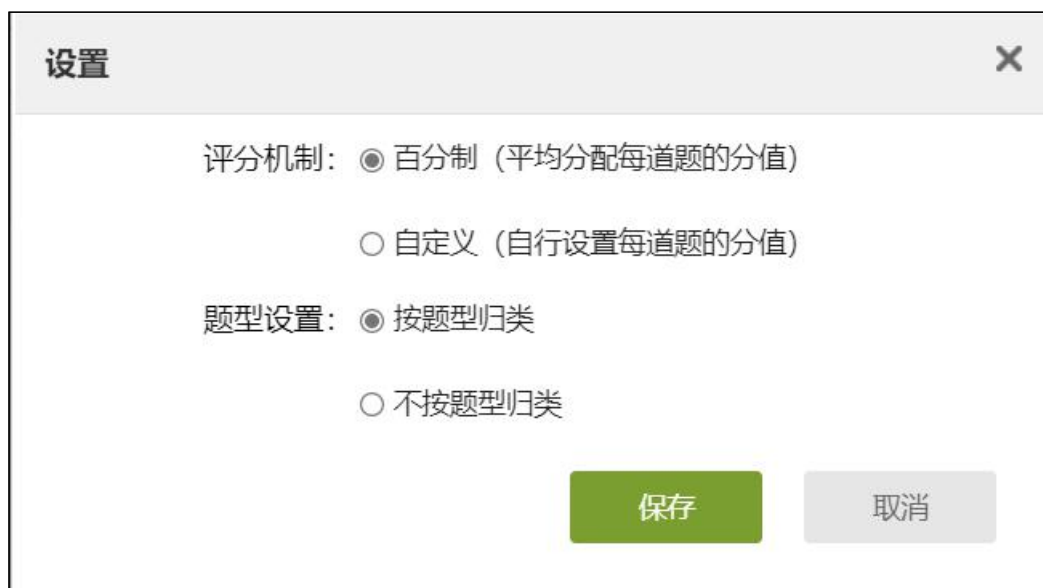 设置
评分机制： 百分制（平均分配每道题的分值）
自定义（自行设置每道题的分值）
题型设置： 按题型归类
不按题型归类
保存 取消